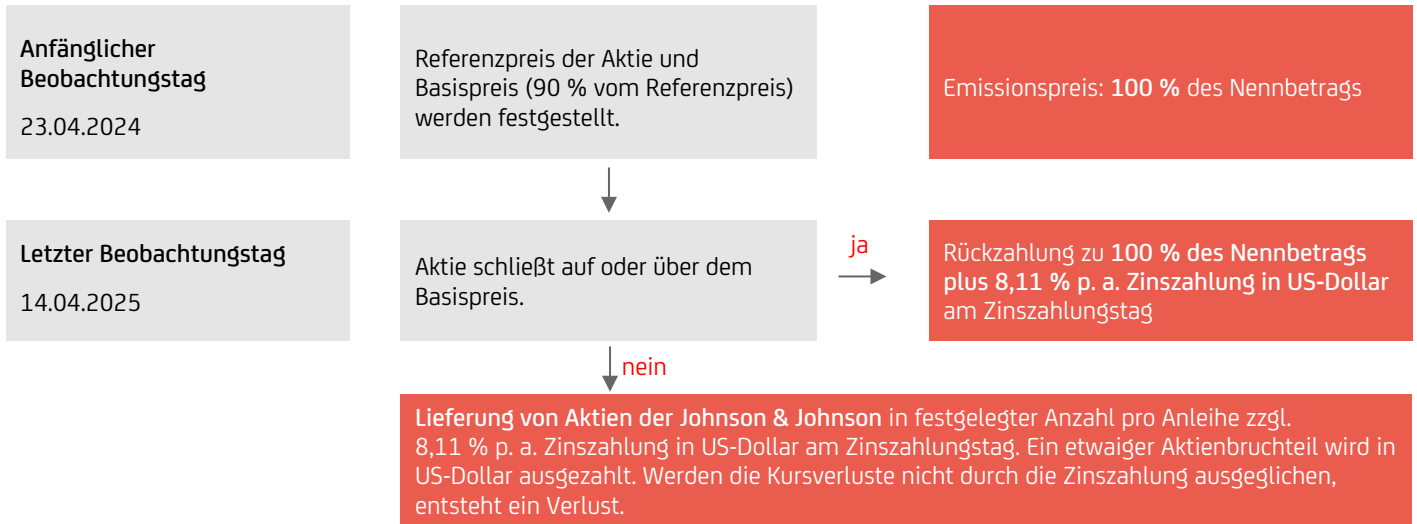 Anfänglicher
Beobachtungstag
23.04.2024
Referenzpreis der Aktie und
Basispreis (90 % vom Referenzpreis)
werden festgestellt.
Emissionspreis: 100 % des Nennbetrags
Letzter Beobachtungstag
14.04.2025
Aktie schließt auf oder über dem
Basispreis.
ja
Rückzahlung zu 100 % des Nennbetrags
plus 8,11 % p. a. Zinszahlung in US-Dollar
am Zinszahlungstag
nein
Lieferung von Aktien der Johnson & Johnson in festgelegter Anzahl pro Anleihe zzgl.
8,11 % p. a. Zinszahlung in US-Dollar am Zinszahlungstag. Ein etwaiger Aktienbruchteil wird in
US-Dollar ausgezahlt. Werden die Kursverluste nicht durch die Zinszahlung ausgeglichen,
entsteht ein Verlust.